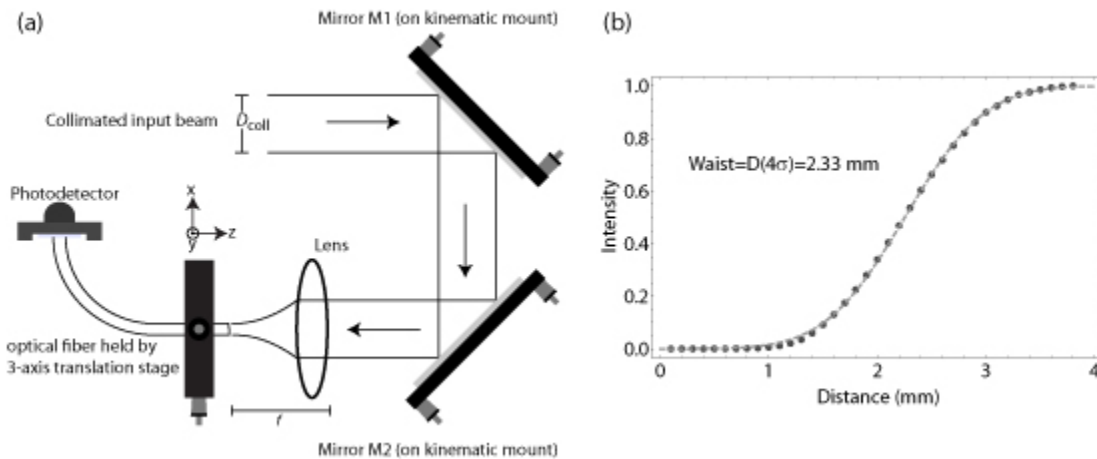 (a)
Mirror M1 (on kinematic mount)
Collimated input beam
Dcoll
Photodetector
x
y
z
Lens
optical fiber held by
3-axis translation stage
f
Mirror M2 (on kinematic mount)
(b)
1.0
0.8
0.6
0.4
0.2
0.0
Intensity
Waist=D(4σ)=2.33 mm
0 1 2 3 4
Distance (mm)